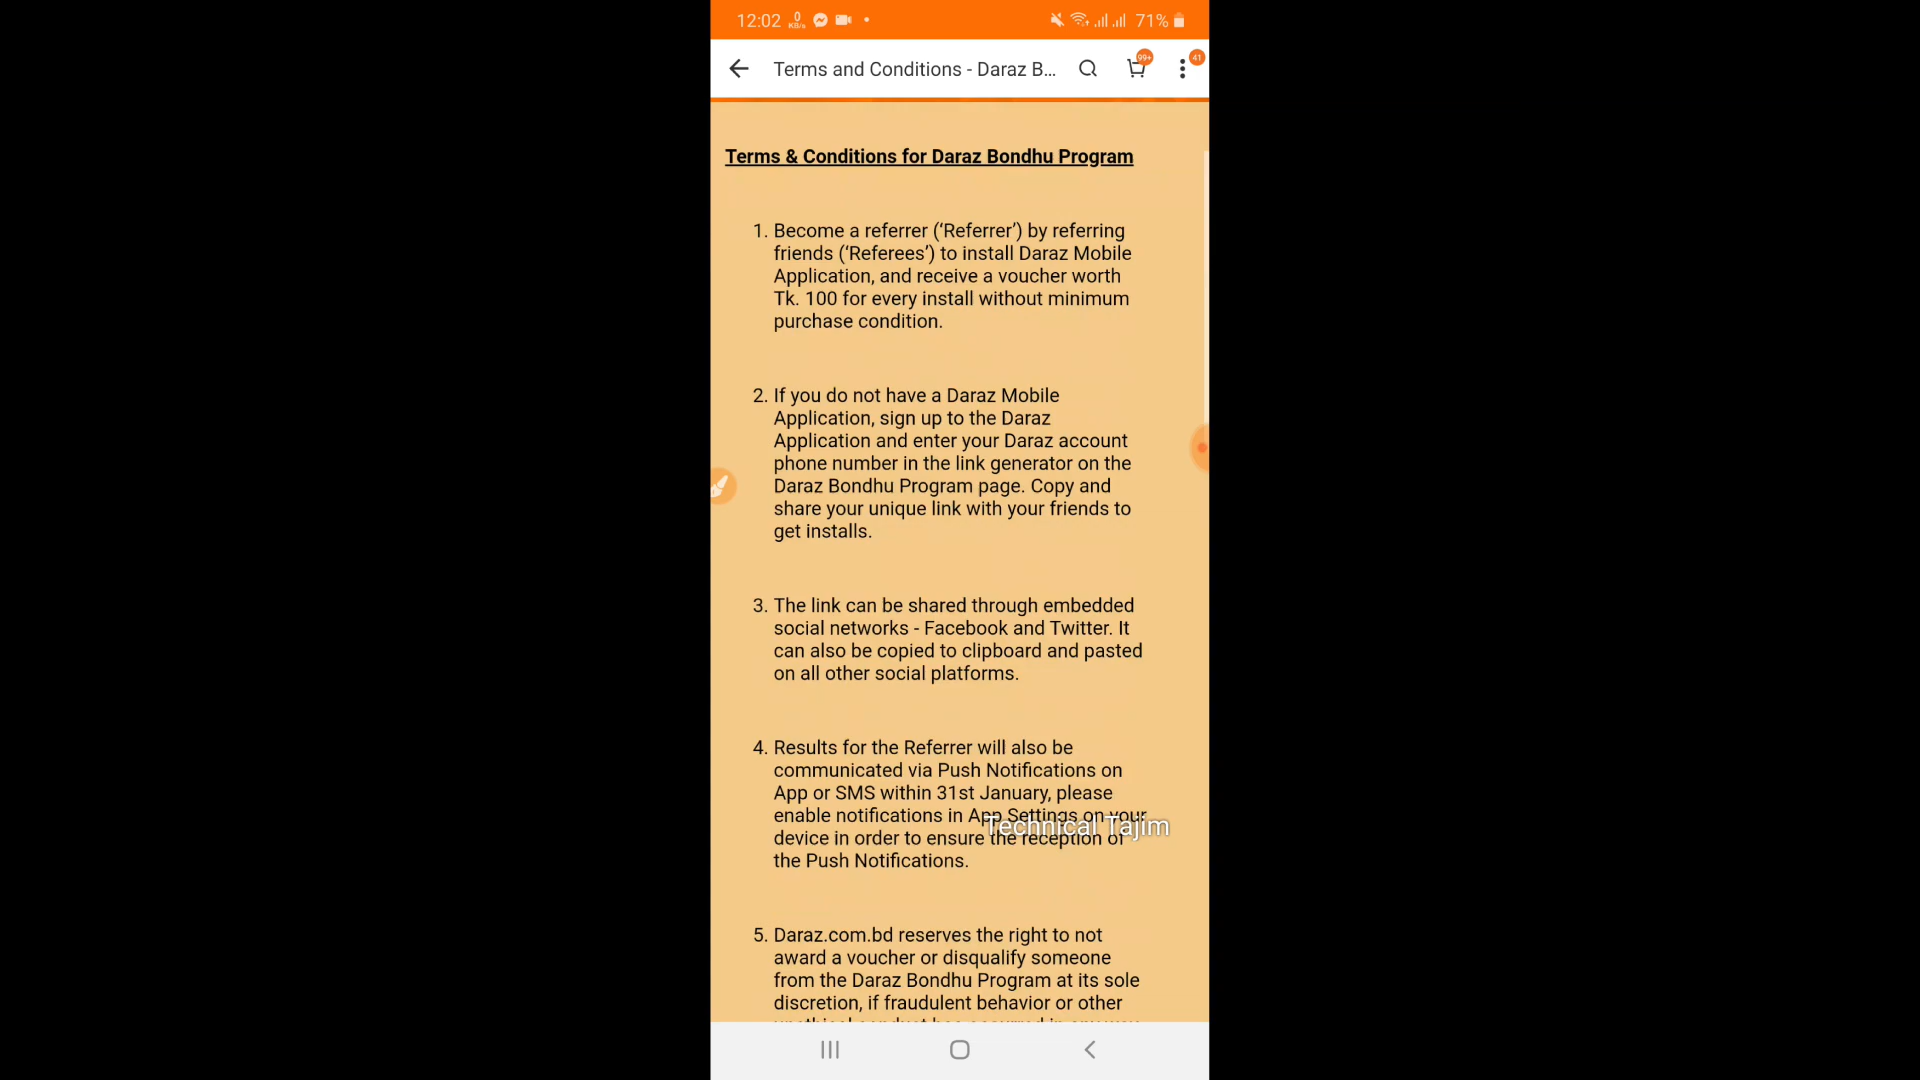 12:02 0 KB/s 71%
Terms and Conditions - Daraz B... 99+ 41
Terms & Conditions for Daraz Bondhu Program
1. Become a referrer (‘Referrer’) by referring
friends (‘Referees’) to install Daraz Mobile
Application, and receive a voucher worth
Tk. 100 for every install without minimum
purchase condition.
2. If you do not have a Daraz Mobile
Application, sign up to the Daraz
Application and enter your Daraz account
phone number in the link generator on the
Daraz Bondhu Program page. Copy and
share your unique link with your friends to
get installs.
3. The link can be shared through embedded
social networks - Facebook and Twitter. It
can also be copied to clipboard and pasted
on all other social platforms.
4. Results for the Referrer will also be
communicated via Push Notifications on
App or SMS within 31st January, please
enable notifications in App Settings on your
Technical Tajim
device in order to ensure the reception of
the Push Notifications.
5. Daraz.com.bd reserves the right to not
award a voucher or disqualify someone
from the Daraz Bondhu Program at its sole
discretion, if fraudulent behavior or other